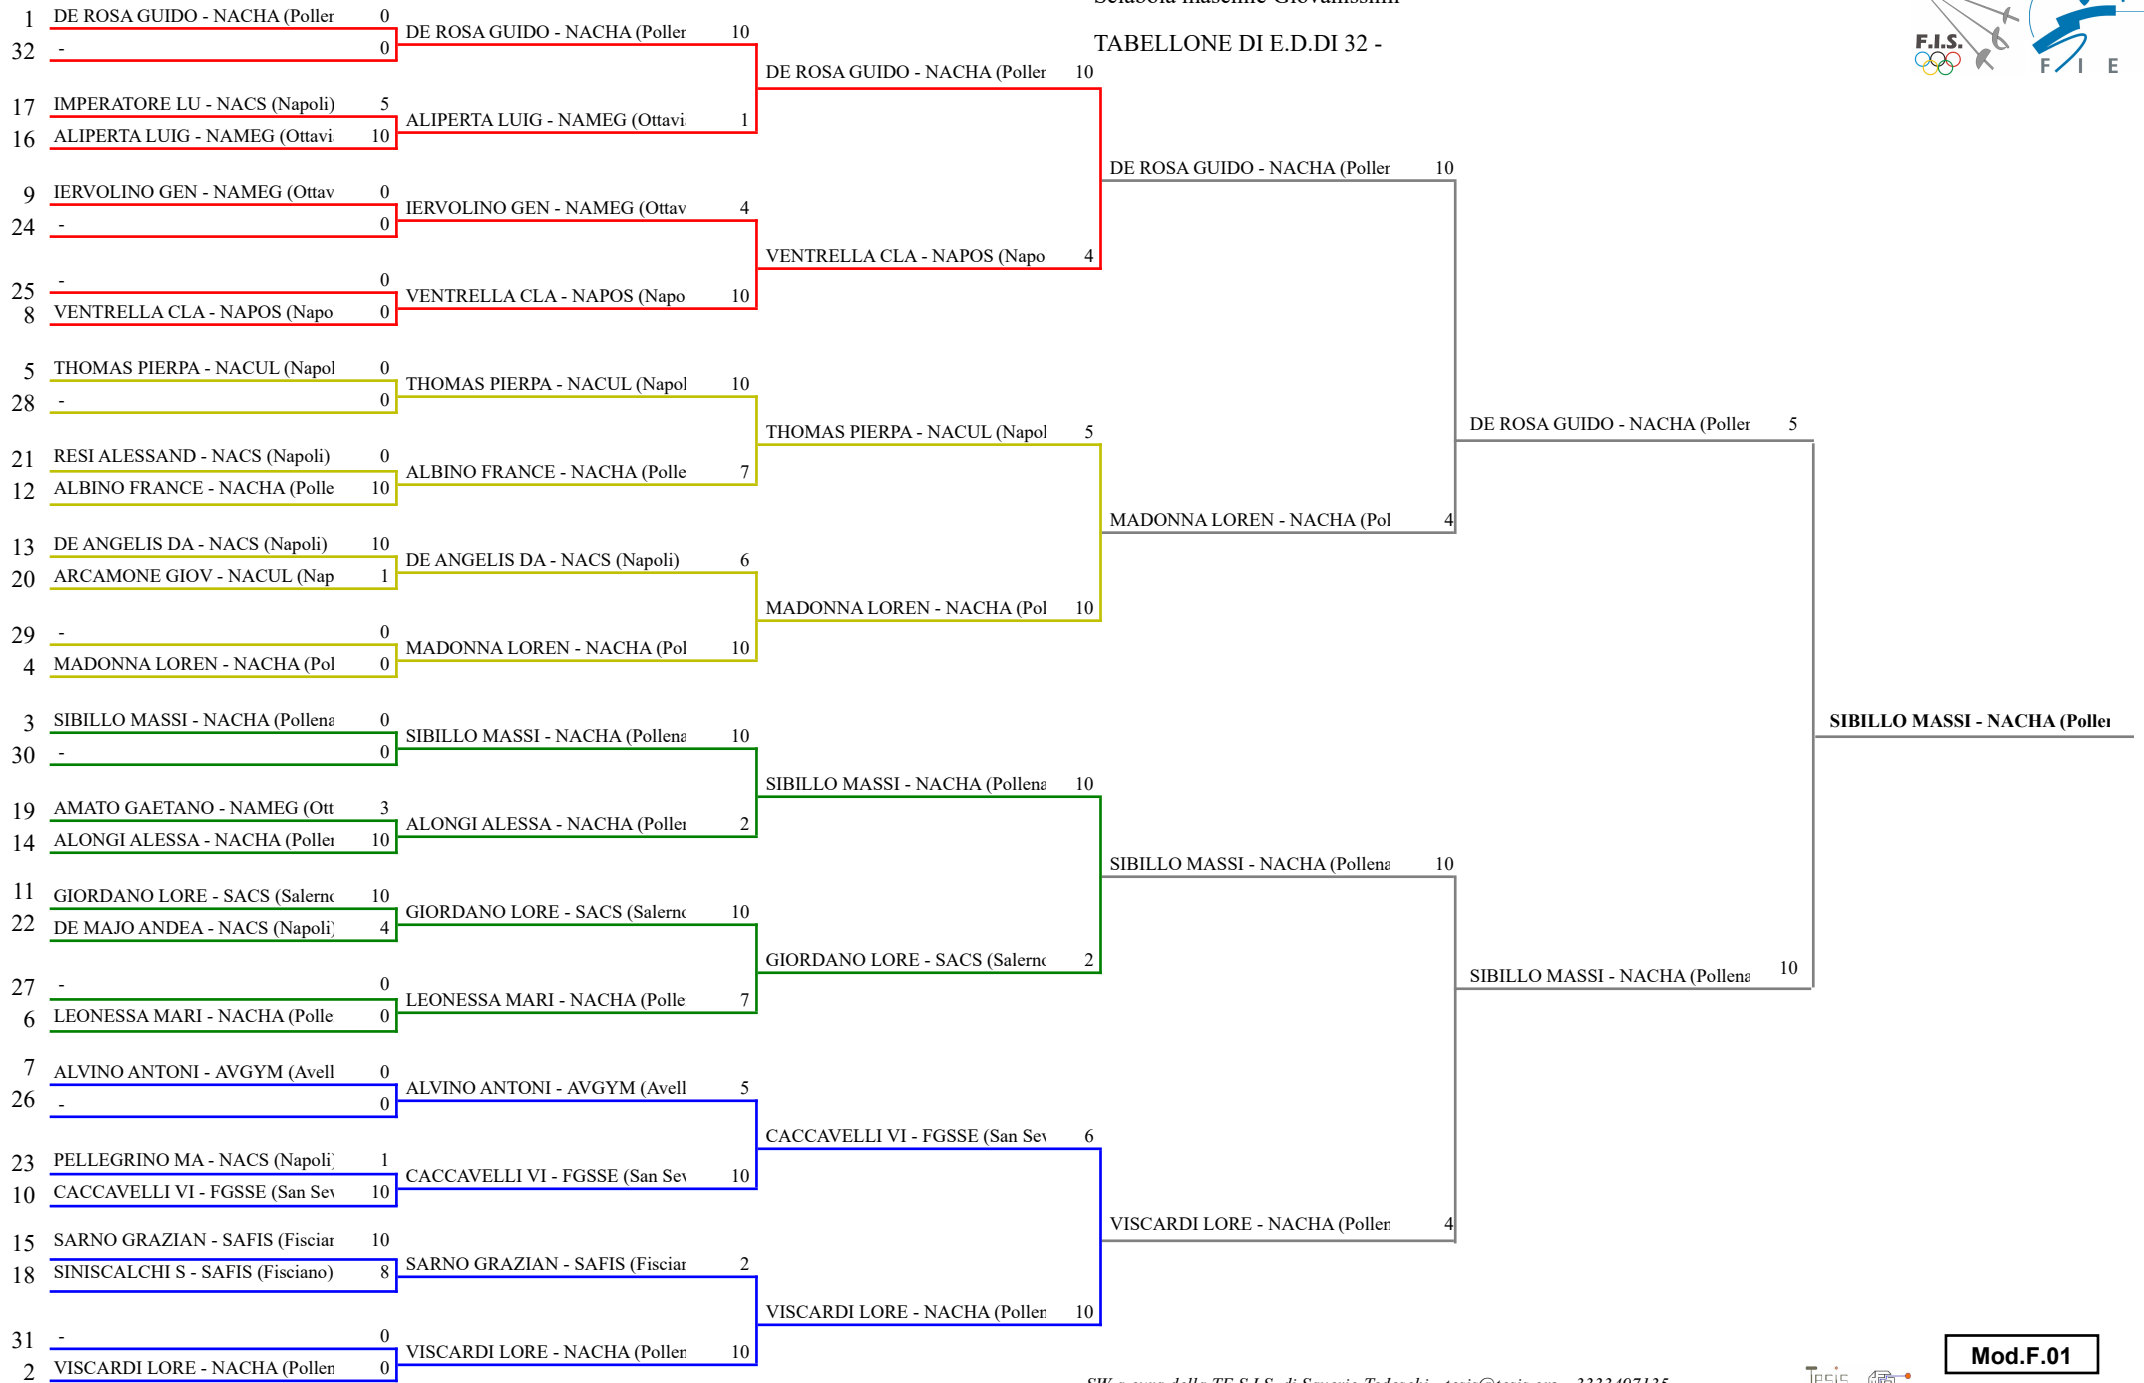 TABELLONE DI E.D.DI 32 -
F.I.S.
F I E
1 DE ROSA GUIDO - NACHA (Poller 0
32 - 0
17 IMPERATORE LU - NACS (Napoli) 5
16 ALIPERTA LUIG - NAMEG (Ottavi 10
9 IERVOLINO GEN - NAMEG (Ottav 0
24 - 0
25 - 0
8 VENTRELLA CLA - NAPOS (Napo 0
5 THOMAS PIERPA - NACUL (Napol 0
28 - 0
21 RESI ALESSAND - NACS (Napoli) 0
12 ALBINO FRANCE - NACHA (Polle 10
13 DE ANGELIS DA - NACS (Napoli) 10
20 ARCAMONE GIOV - NACUL (Nap 1
29 - 0
4 MADONNA LOREN - NACHA (Pol 0
3 SIBILLO MASSI - NACHA (Pollena 0
30 - 0
19 AMATO GAETANO - NAMEG (Ott 3
14 ALONGI ALESSA - NACHA (Poller 10
11 GIORDANO LORE - SACS (Salerno 10
22 DE MAJO ANDEA - NACS (Napoli) 4
27 - 0
6 LEONESSA MARI - NACHA (Polle 0
7 ALVINO ANTONI - AVGYM (Avell 0
26 - 0
23 PELLEGRINO MA - NACS (Napoli) 1
10 CACCAVELLI VI - FGSSE (San Sev 10
15 SARNO GRAZIAN - SAFIS (Fisciar 10
18 SINISCALCHI S - SAFIS (Fisciano) 8
31 - 0
2 VISCARDI LORE - NACHA (Pollen 0
DE ROSA GUIDO - NACHA (Poller 10
ALIPERTA LUIG - NAMEG (Ottavi 1
IERVOLINO GEN - NAMEG (Ottav 4
VENTRELLA CLA - NAPOS (Napo 10
THOMAS PIERPA - NACUL (Napol 10
ALBINO FRANCE - NACHA (Polle 7
DE ANGELIS DA - NACS (Napoli) 6
MADONNA LOREN - NACHA (Pol 10
SIBILLO MASSI - NACHA (Pollena 10
ALONGI ALESSA - NACHA (Poller 2
GIORDANO LORE - SACS (Salerno 10
LEONESSA MARI - NACHA (Polle 7
ALVINO ANTONI - AVGYM (Avell 5
CACCAVELLI VI - FGSSE (San Sev 10
SARNO GRAZIAN - SAFIS (Fisciar 2
VISCARDI LORE - NACHA (Pollen 10
DE ROSA GUIDO - NACHA (Poller 10
VENTRELLA CLA - NAPOS (Napo 4
THOMAS PIERPA - NACUL (Napol 5
MADONNA LOREN - NACHA (Pol 10
SIBILLO MASSI - NACHA (Pollena 10
GIORDANO LORE - SACS (Salerno 2
CACCAVELLI VI - FGSSE (San Sev 6
VISCARDI LORE - NACHA (Pollen 10
DE ROSA GUIDO - NACHA (Poller 10
MADONNA LOREN - NACHA (Pol 4
SIBILLO MASSI - NACHA (Pollena 10
VISCARDI LORE - NACHA (Pollen 4
DE ROSA GUIDO - NACHA (Poller 5
SIBILLO MASSI - NACHA (Pollena 10
SIBILLO MASSI - NACHA (Poller
Mod.F.01